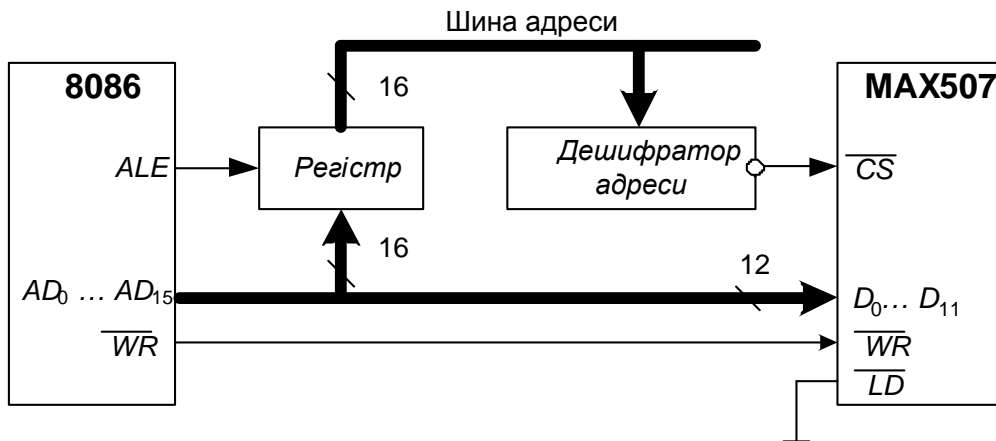 Шина адреси
8086
MAX507
16
ALE
Регістр
Дешифратор
адреси
CS
16
12
AD0 ... AD15
D0... D11
WR
WR
LD